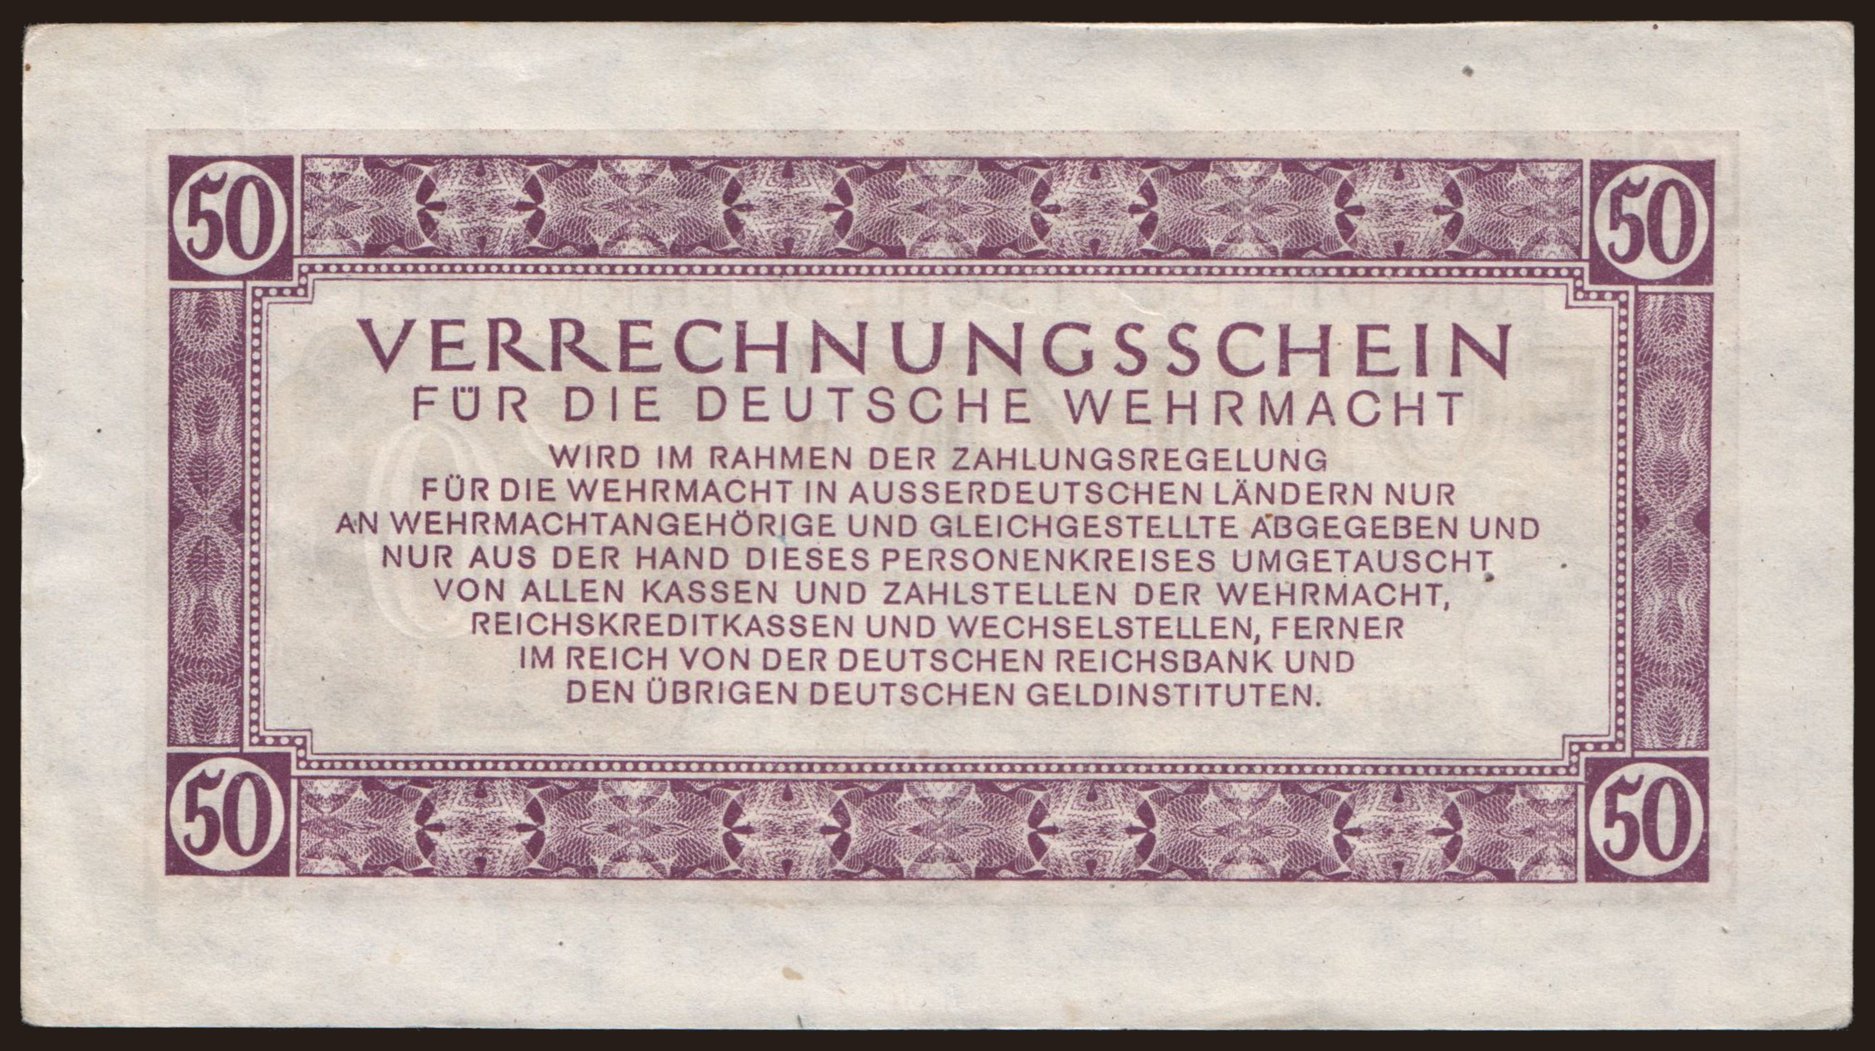 50 50
VERRECHNUNGSSCHEIN
FÜR DIE DEUTSCHE WEHRMACHT
WIRD IM RAHMEN DER ZAHLUNGSREGELUNG
FÜR DIE WEHRMACHT IN AUSSERDEUTSCHEN LÄNDERN NUR
AN WEHRMACHTANGEHÖRIGE UND GLEICHGESTELLTE ABGEGEBEN UND
NUR AUS DER HAND DIESES PERSONENKREISES UMGETAUSCHT
VON ALLEN KASSEN UND ZAHLSTELLEN DER WEHRMACHT,
REICHSKREDITKASSEN UND WECHSELSTELLEN, FERNER
IM REICH VON DER DEUTSCHEN REICHSBANK UND
DEN ÜBRIGEN DEUTSCHEN GELDINSTITUTEN.
50 50